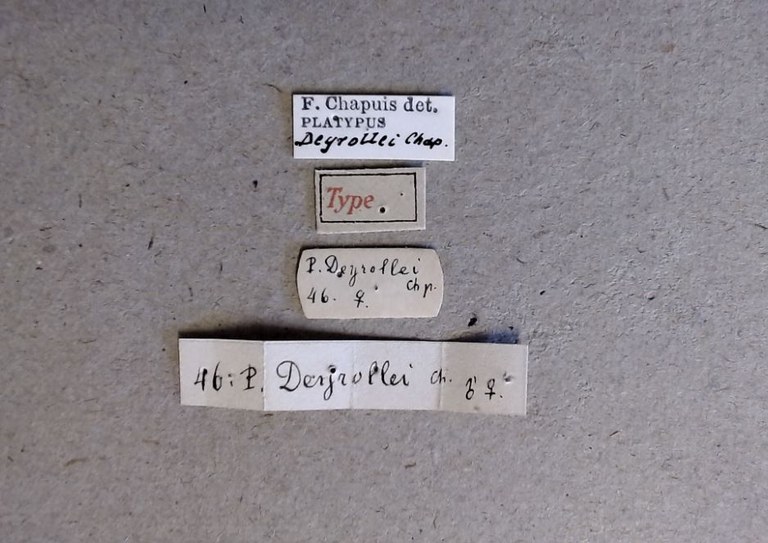 F. Chapuis det.
PLATYPUS
Deyrollei Chap.
Type.
P. Deyrollei
Chp.
46. ♀.
46: P. Deyrollei Ch. ♂ ♀.